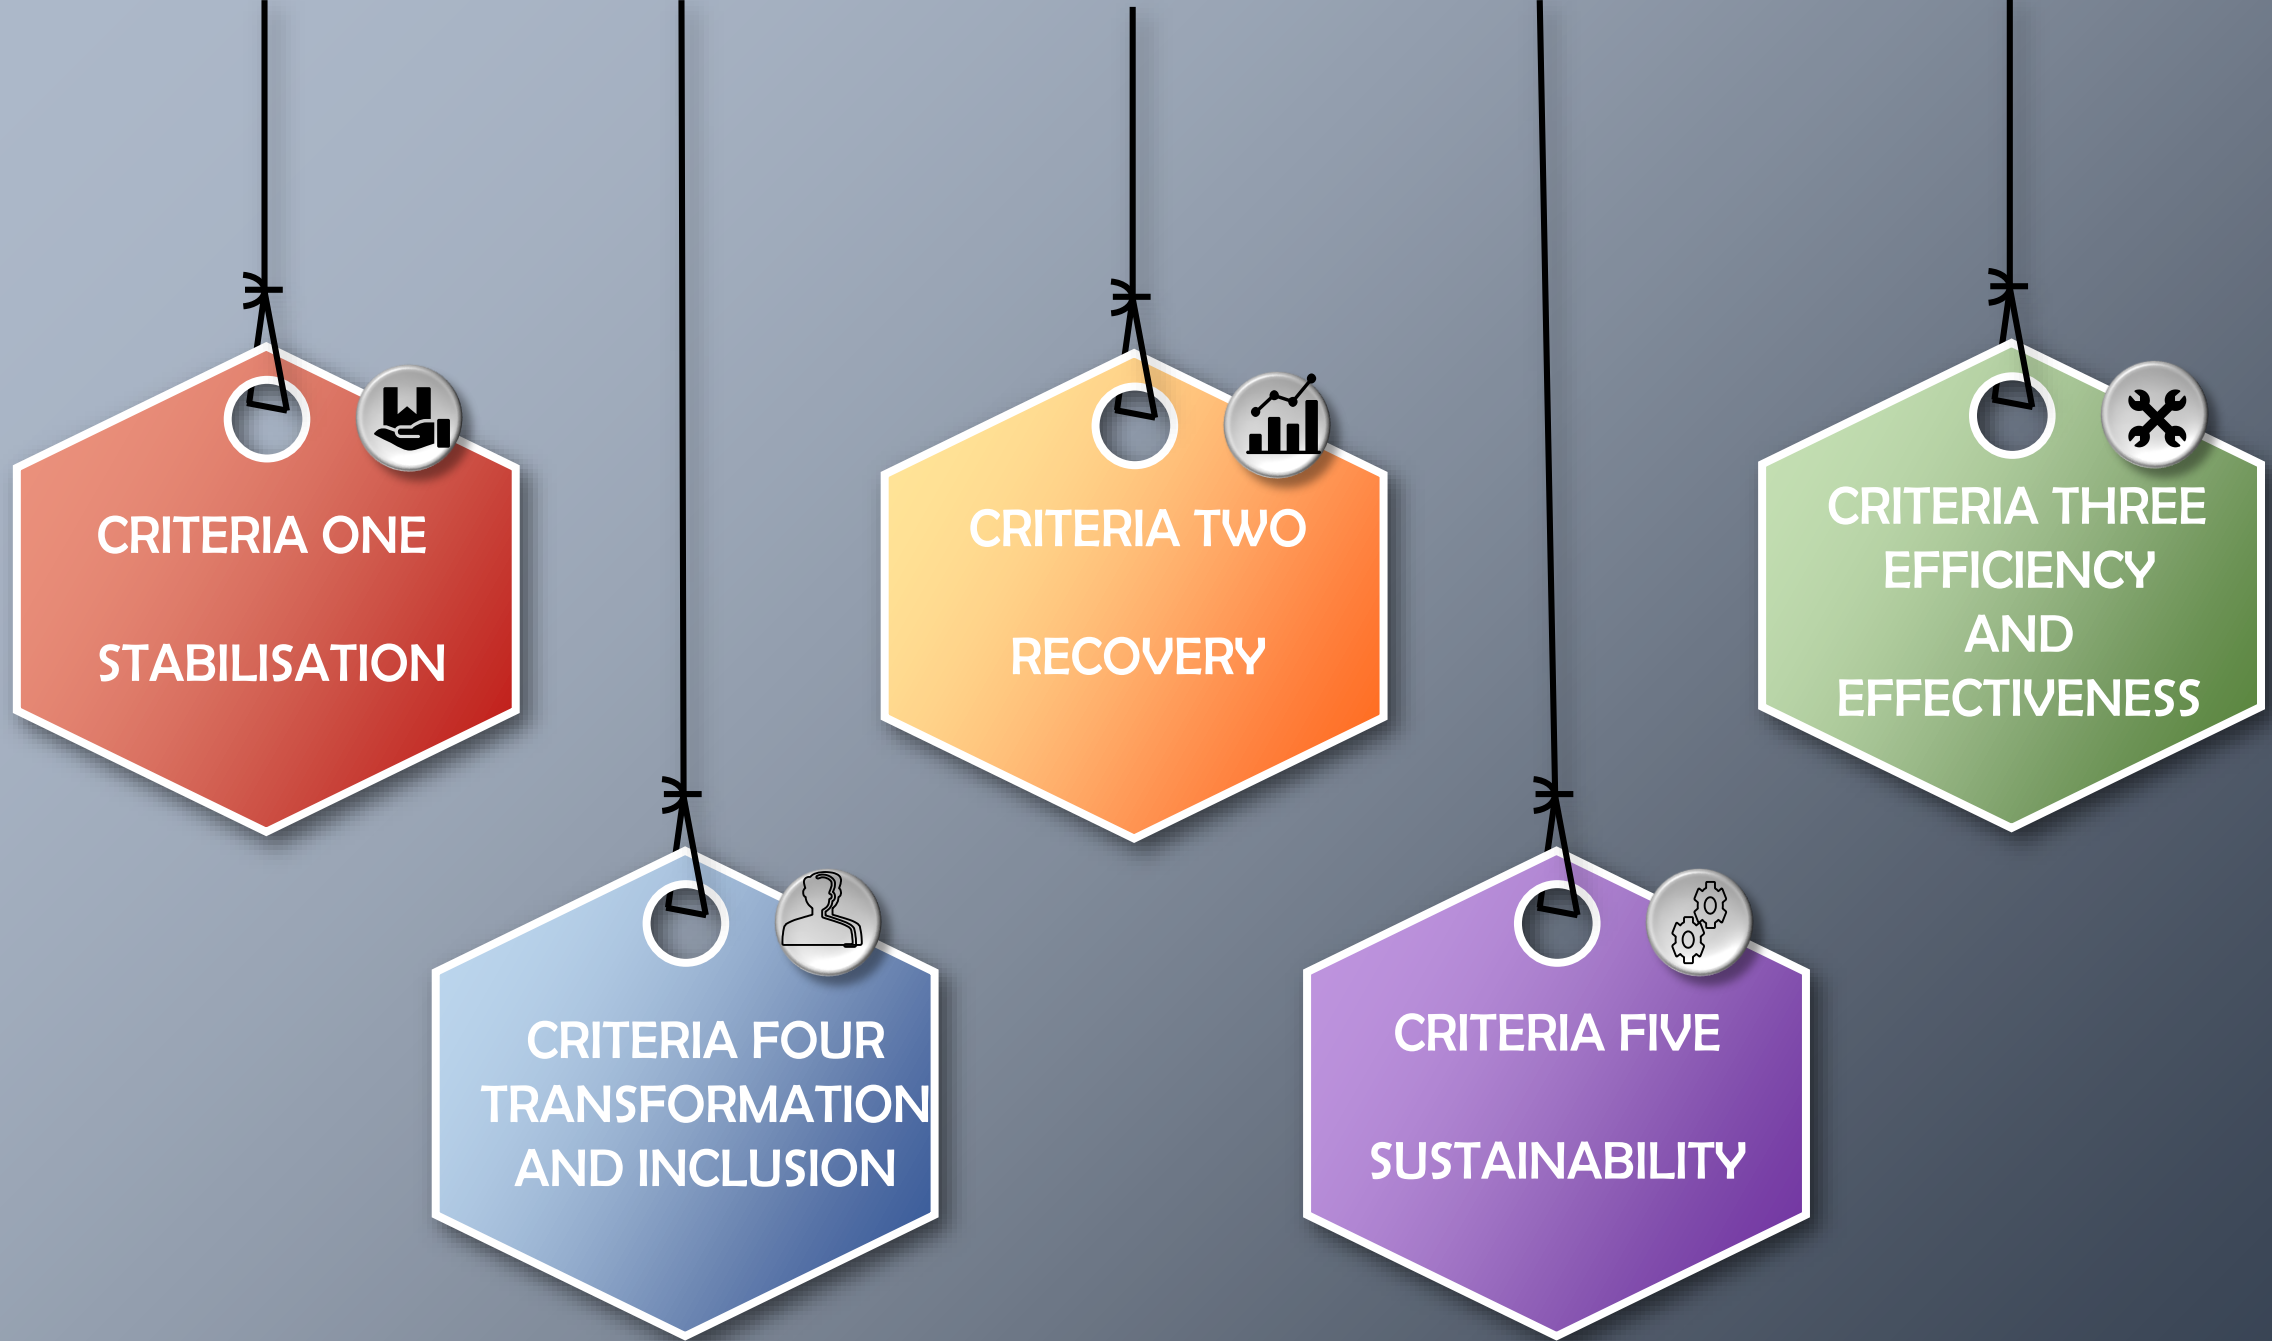 CRITERIA ONE
STABILISATION
CRITERIA TWO
RECOVERY
CRITERIA THREE
EFFICIENCY
AND
EFFECTIVENESS
CRITERIA FOUR
TRANSFORMATION
AND INCLUSION
CRITERIA FIVE
SUSTAINABILITY